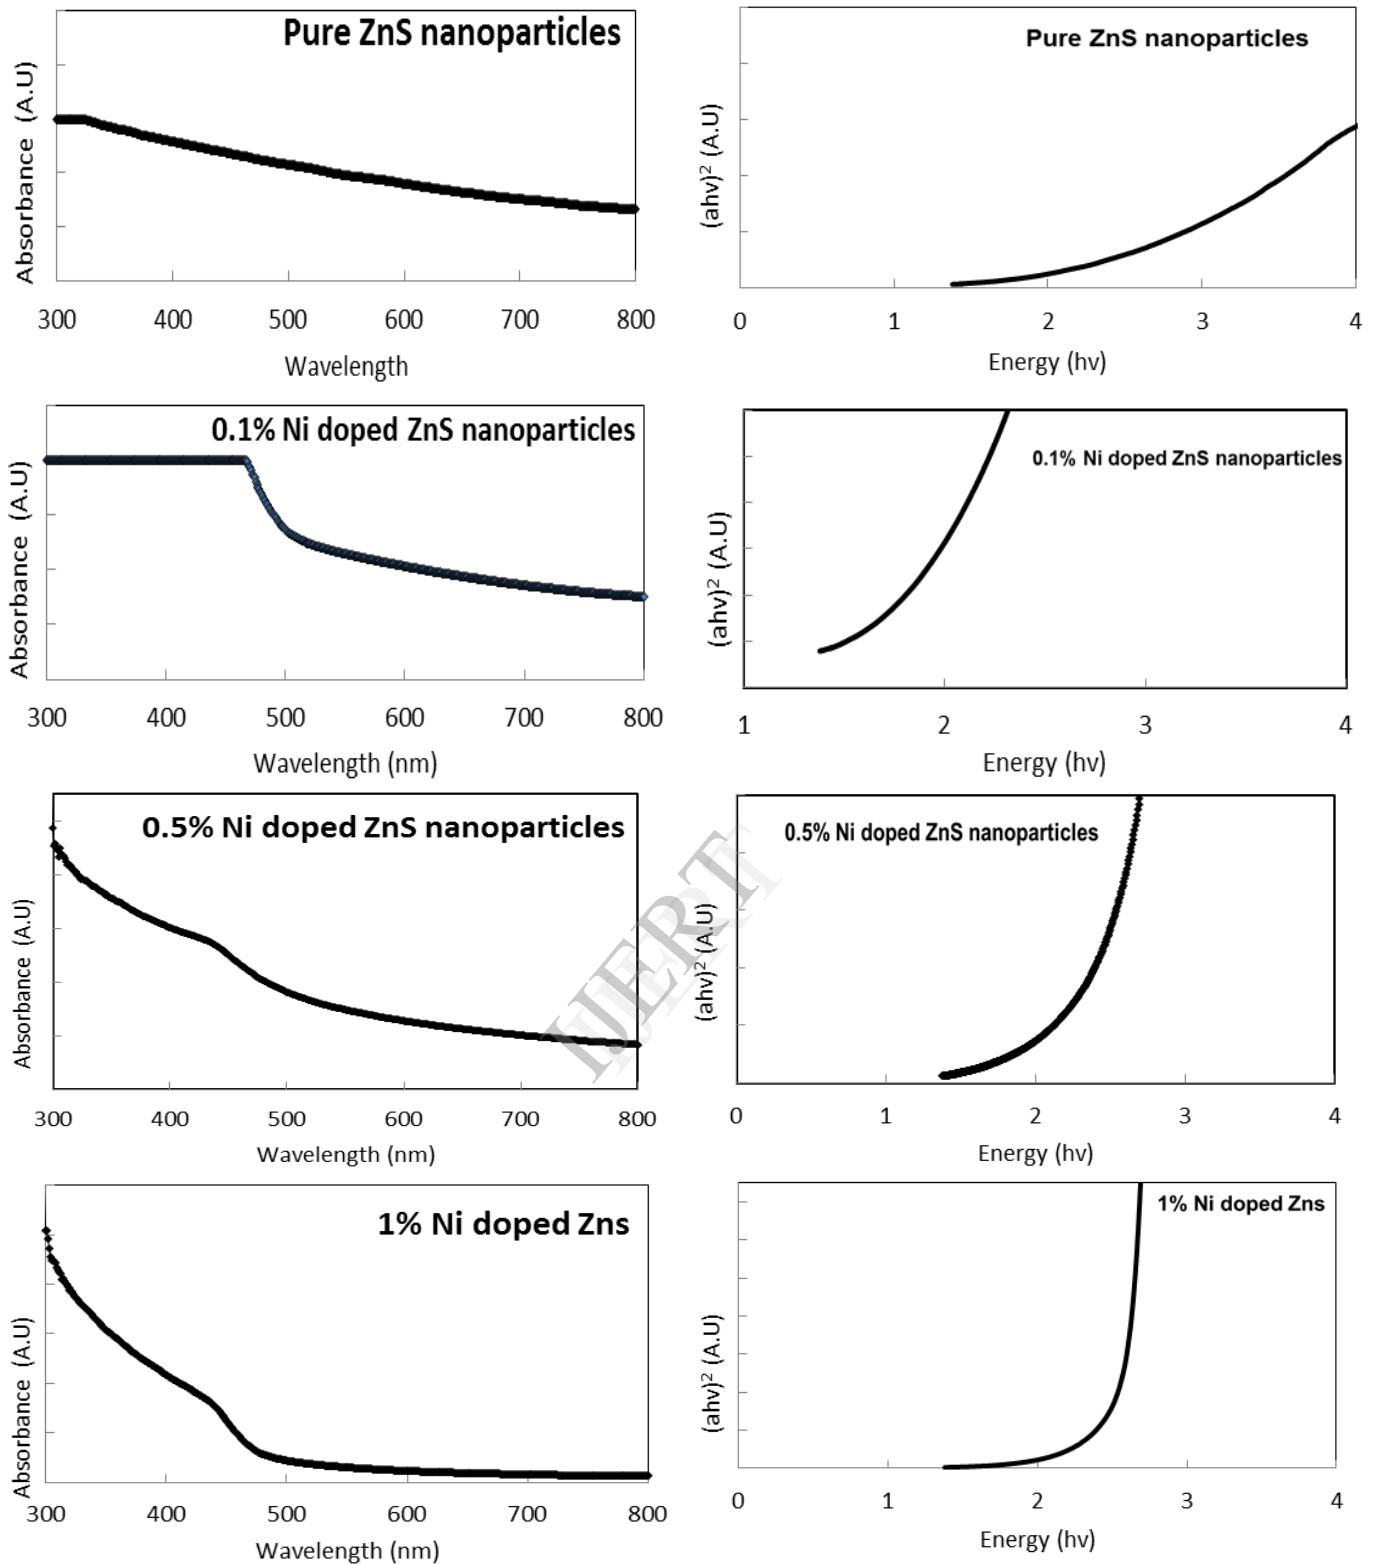 Pure ZnS nanoparticles
Absorbance (A.U)
300 400 500 600 700 800
Wavelength
Pure ZnS nanoparticles
(ahv)² (A.U)
0 1 2 3 4
Energy (hv)
0.1% Ni doped ZnS nanoparticles
Absorbance (A.U)
300 400 500 600 700 800
Wavelength (nm)
0.1% Ni doped ZnS nanoparticles
(ahv)² (A.U)
1 2 3 4
Energy (hv)
0.5% Ni doped ZnS nanoparticles
Absorbance (A.U)
300 400 500 600 700 800
Wavelength (nm)
0.5% Ni doped ZnS nanoparticles
(ahv)² (A.U)
0 1 2 3 4
Energy (hv)
IJERT
1% Ni doped Zns
Absorbance (A.U)
300 400 500 600 700 800
Wavelength (nm)
1% Ni doped Zns
(ahv)² (A.U)
0 1 2 3 4
Energy (hv)